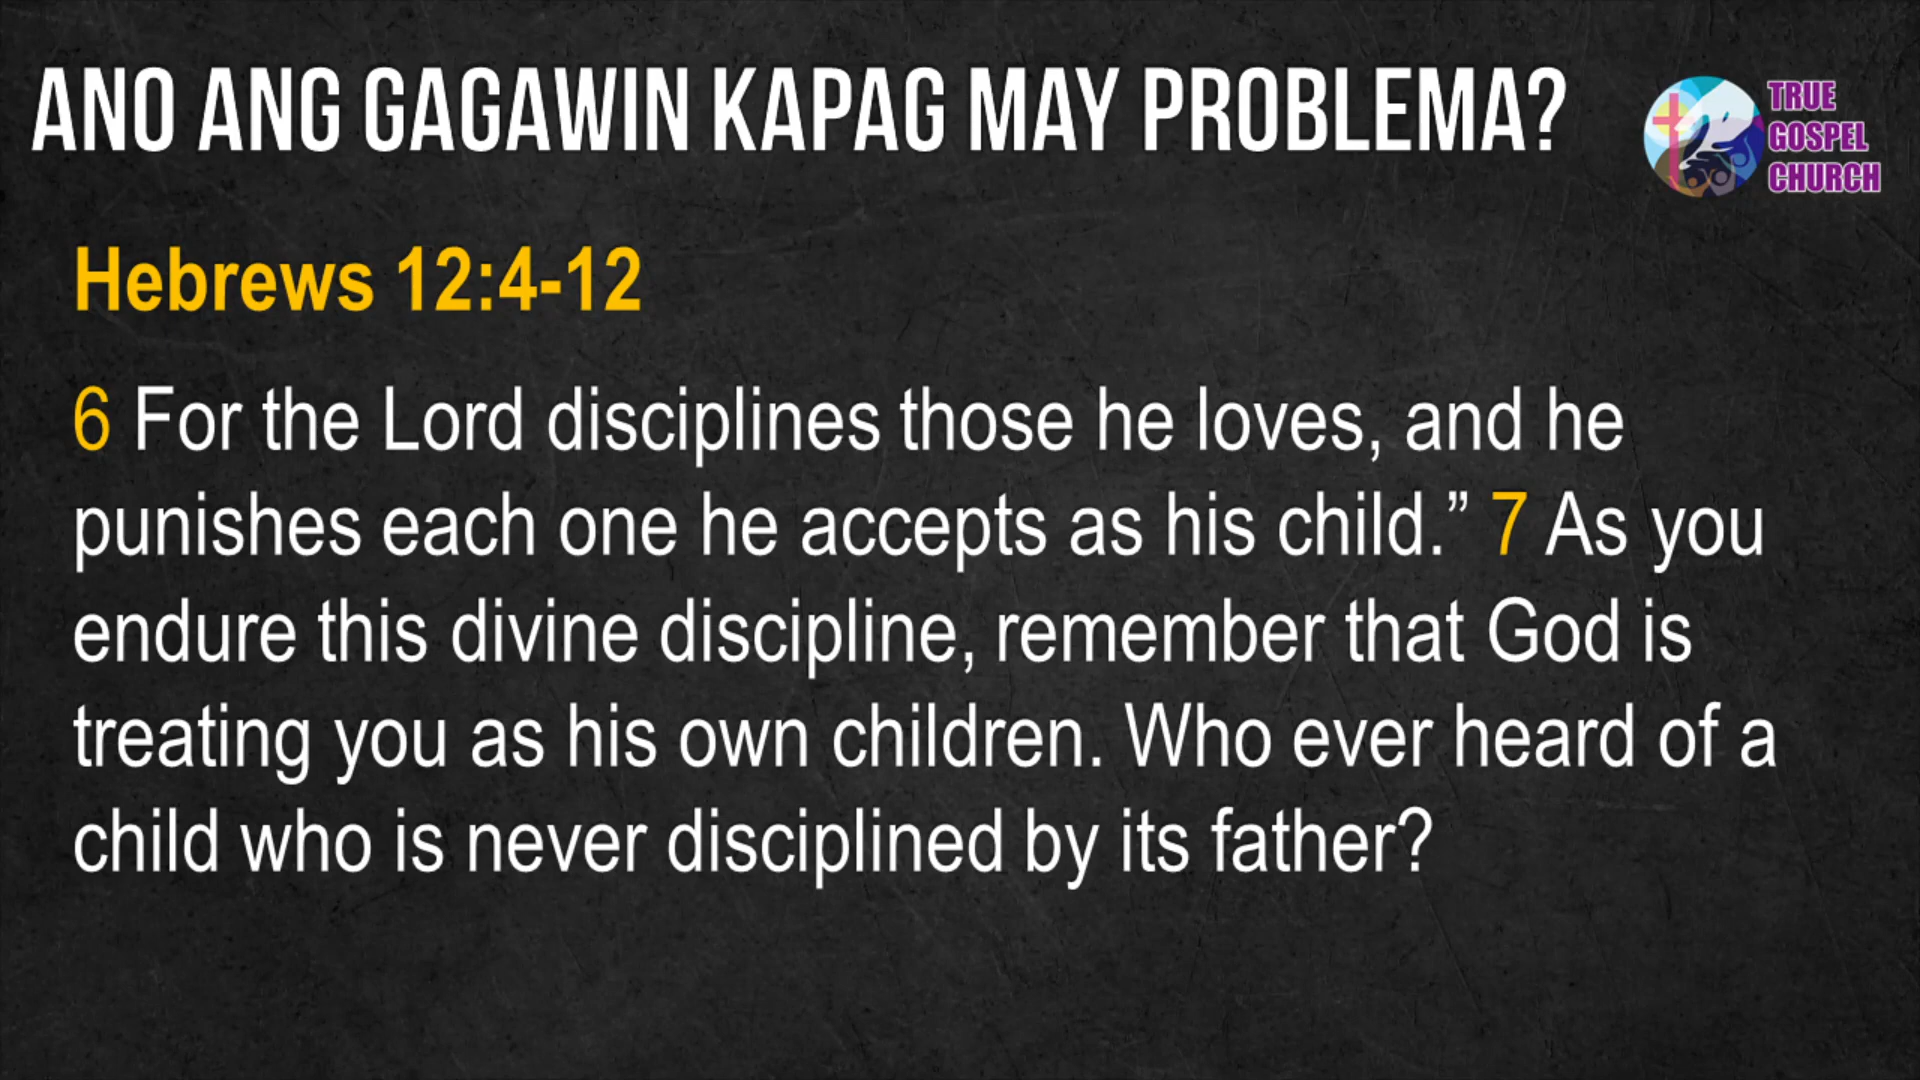 ANO ANG GAGAWIN KAPAG MAY PROBLEMA?
TRUE
GOSPEL
CHURCH
Hebrews 12:4-12
6 For the Lord disciplines those he loves, and he
punishes each one he accepts as his child.” 7 As you
endure this divine discipline, remember that God is
treating you as his own children. Who ever heard of a
child who is never disciplined by its father?